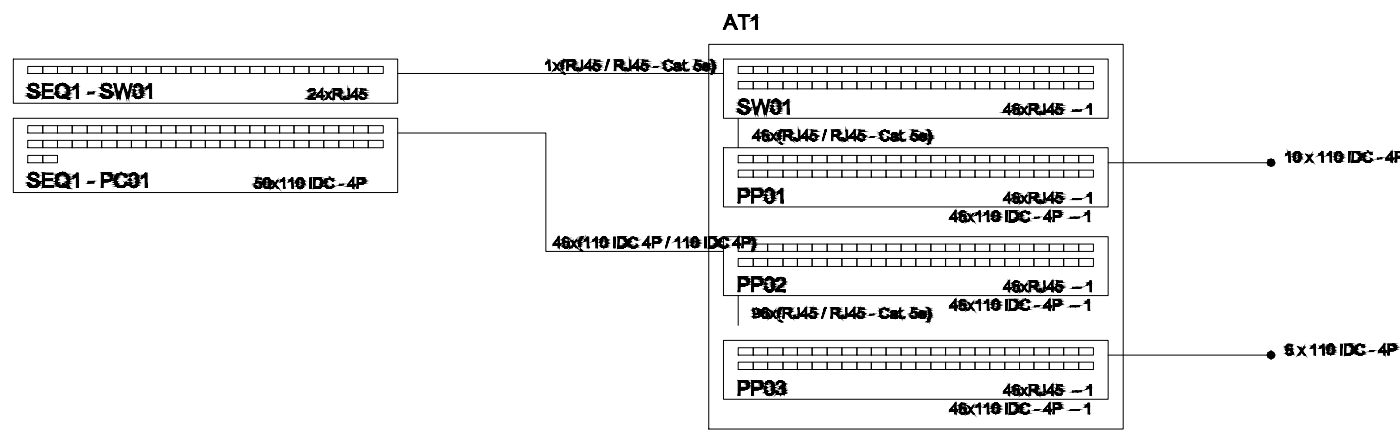 AT1
1x(RJ45 / RJ45 - Cat. 5e)
SEQ1 - SW01
24xRJ45
SW01
48xRJ45 - 1
48x(RJ45 / RJ45 - Cat. 5e)
SEQ1 - PC01
50x110 IDC - 4P
10 x 110 IDC - 4P
PP01
48xRJ45 - 1
48x110 IDC - 4P - 1
48x(110 IDC 4P / 110 IDC 4P)
PP02
48xRJ45 - 1
48x110 IDC - 4P - 1
96x(RJ45 / RJ45 - Cat. 5e)
x 110 IDC - 4P
PP03
48xRJ45 - 1
48x110 IDC - 4P - 1